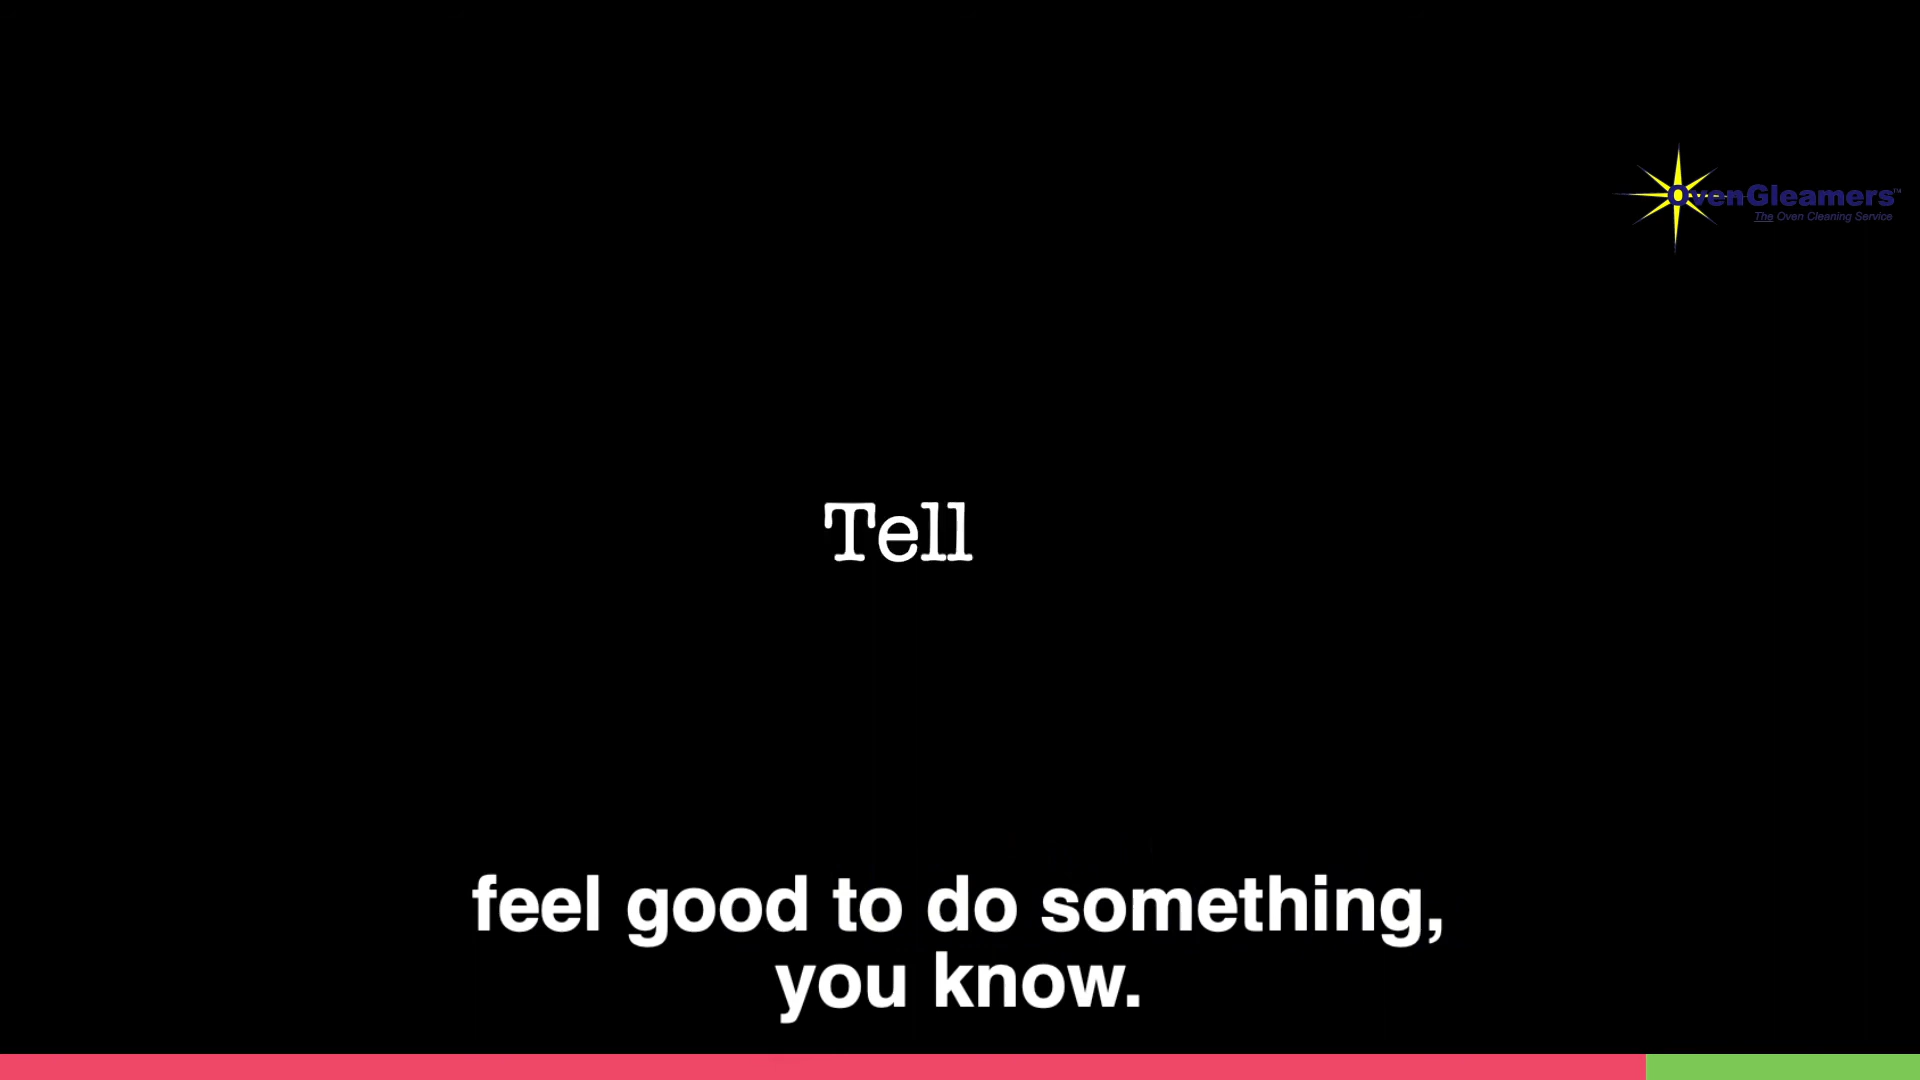 OvenGleamers™
The Oven Cleaning Service
Tell
feel good to do something,
you know.